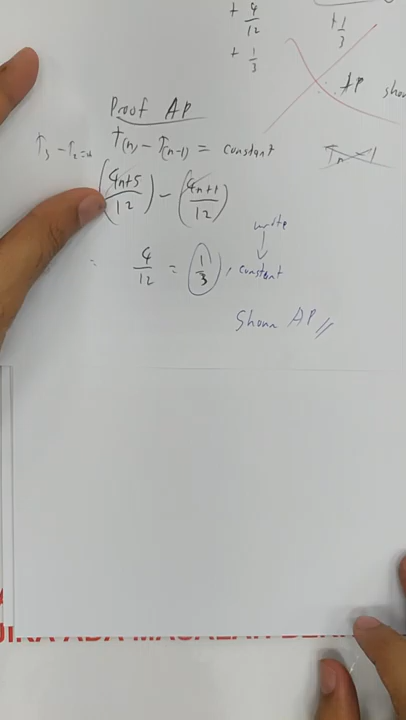 + 4/12
+ 1/3
+ 1/3
AP show
Proof AP
T3 - T2 = d
T(n) - T(n-1) = constant
Tn - 1
(4n+5/12) - (4n+1/12)
write
= 4/12 = 1/3, constant
Shown AP //